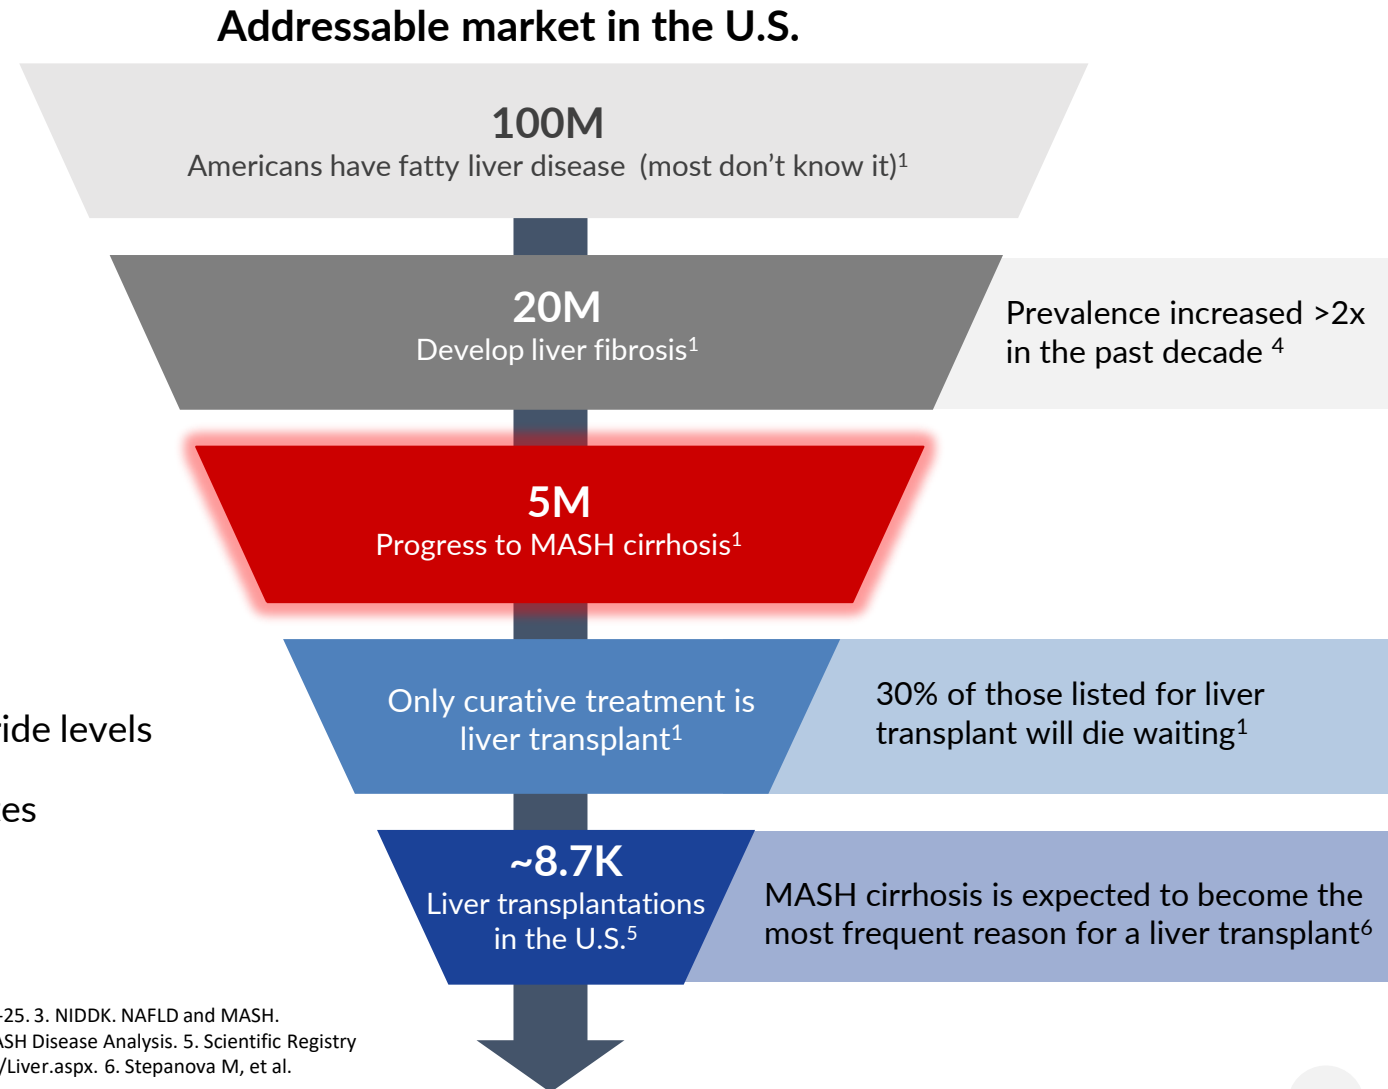 Addressable market in the U.S.
100M
Americans have fatty liver disease (most don't know it)1
20M
Develop liver fibrosis1
Prevalence increased >2x
in the past decade 4
5M
Progress to MASH cirrhosis1
Only curative treatment is
liver transplant1
30% of those listed for liver
transplant will die waiting1
ride levels
tes
~8.7K
Liver transplantations
in the U.S.5
MASH cirrhosis is expected to become the
most frequent reason for a liver transplant6
-25. 3. NIDDK. NAFLD and MASH.
ASH Disease Analysis. 5. Scientific Registry
/Liver.aspx. 6. Stepanova M, et al.